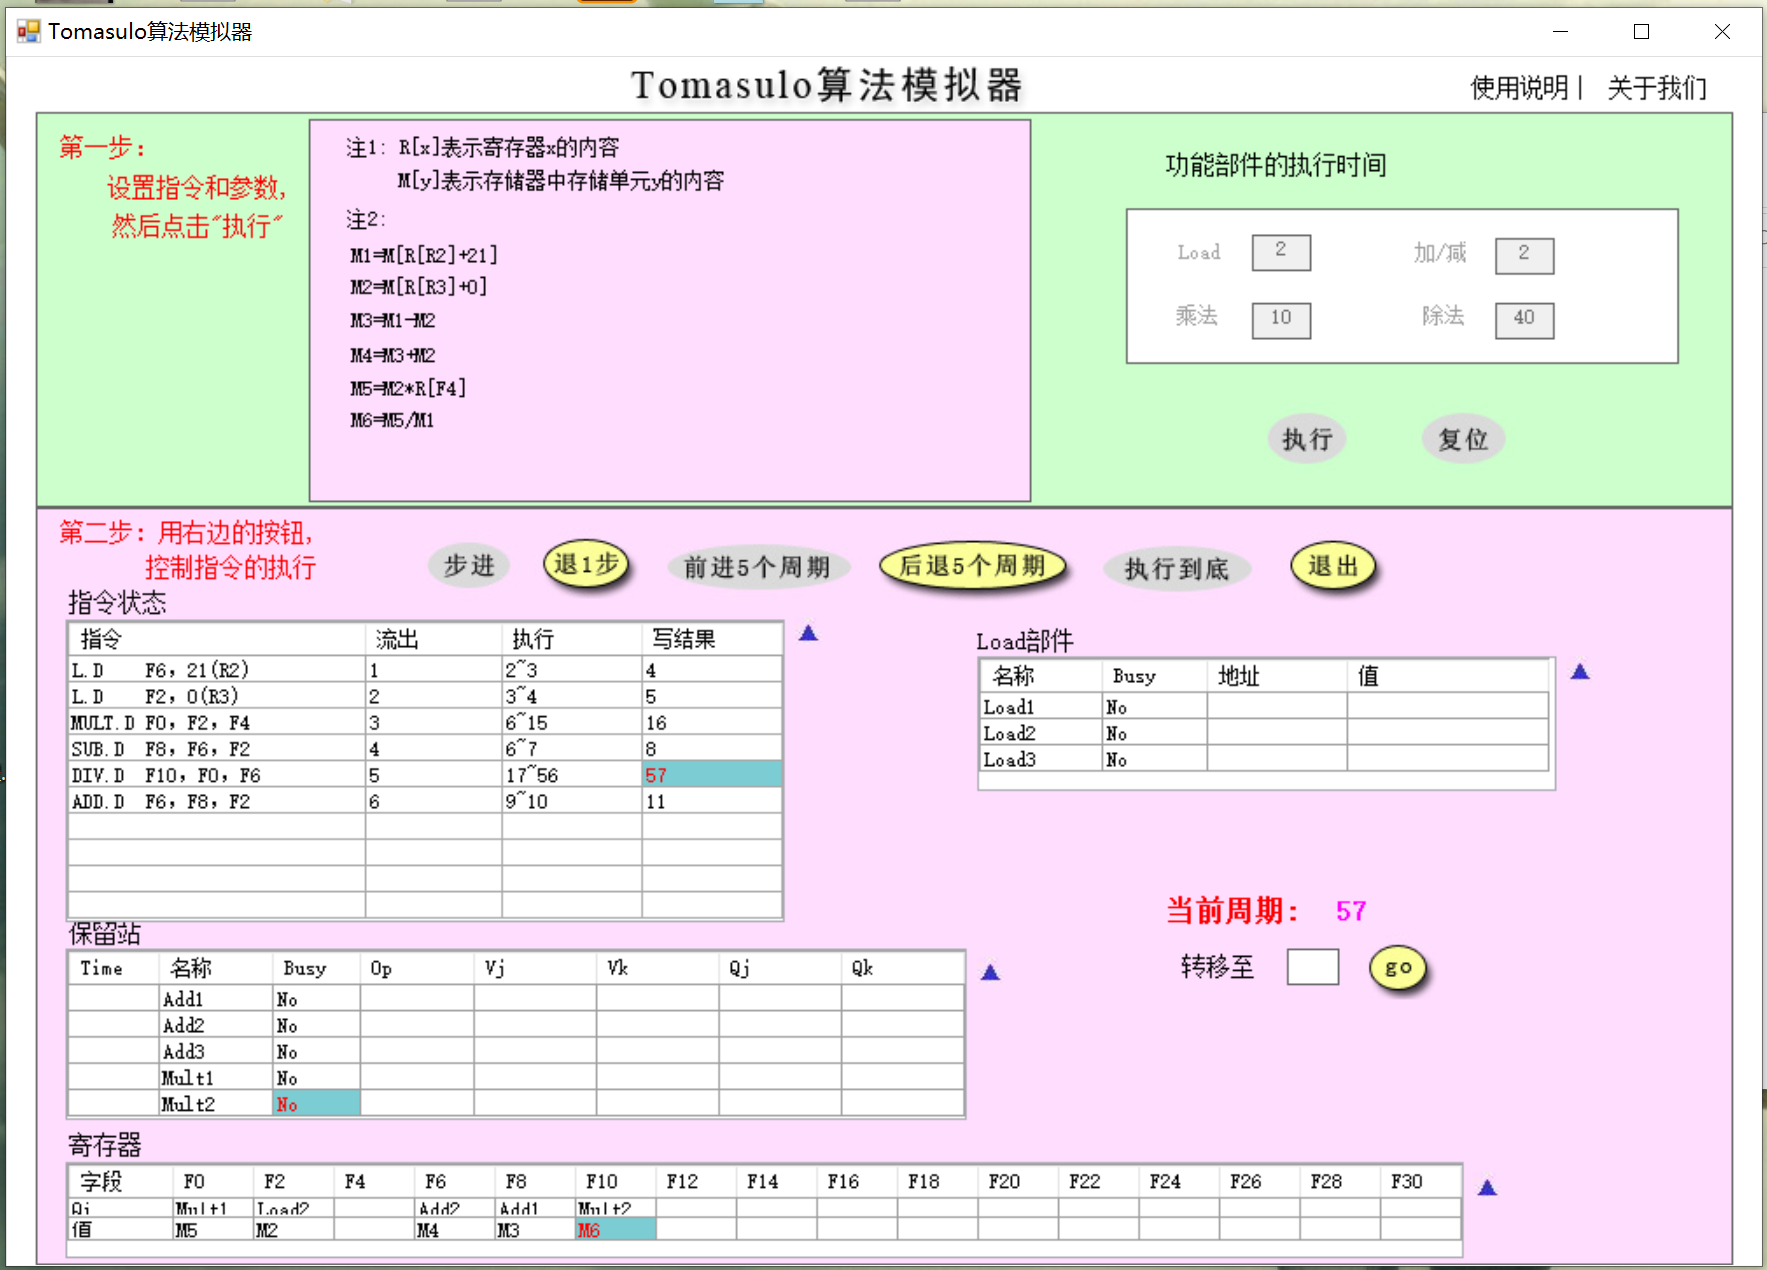 Tomasulo算法模拟器
Tomasulo算法模拟器
使用说明 | 关于我们
第一步：
设置指令和参数，
然后点击"执行"
注1：R[x]表示寄存器x的内容
M[y]表示存储器中存储单元y的内容
注2：
M1=M[R[R2]+21]
M2=M[R[R3]+0]
M3=M1-M2
M4=M3+M2
M5=M2*R[F4]
M6=M5/M1
功能部件的执行时间
Load 2 加/减 2
乘法 10 除法 40
执行 复位
第二步：用右边的按钮，
控制指令的执行
步进 退1步 前进5个周期 后退5个周期 执行到底 退出
指令状态
指令 流出 执行 写结果
L.D F6, 21(R2) 1 2~3 4
L.D F2, 0(R3) 2 3~4 5
MULT.D F0, F2, F4 3 6~15 16
SUB.D F8, F6, F2 4 6~7 8
DIV.D F10, F0, F6 5 17~56 57
ADD.D F6, F8, F2 6 9~10 11
Load部件
名称 Busy 地址 值
Load1 No
Load2 No
Load3 No
当前周期： 57
转移至 go
保留站
Time 名称 Busy Op Vj Vk Qj Qk
Add1 No
Add2 No
Add3 No
Mult1 No
Mult2 No
寄存器
字段 F0 F2 F4 F6 F8 F10 F12 F14 F16 F18 F20 F22 F24 F26 F28 F30
Qi Mult1 Load2 Add2 Add1 Mult2
值 M5 M2 M4 M3 M6